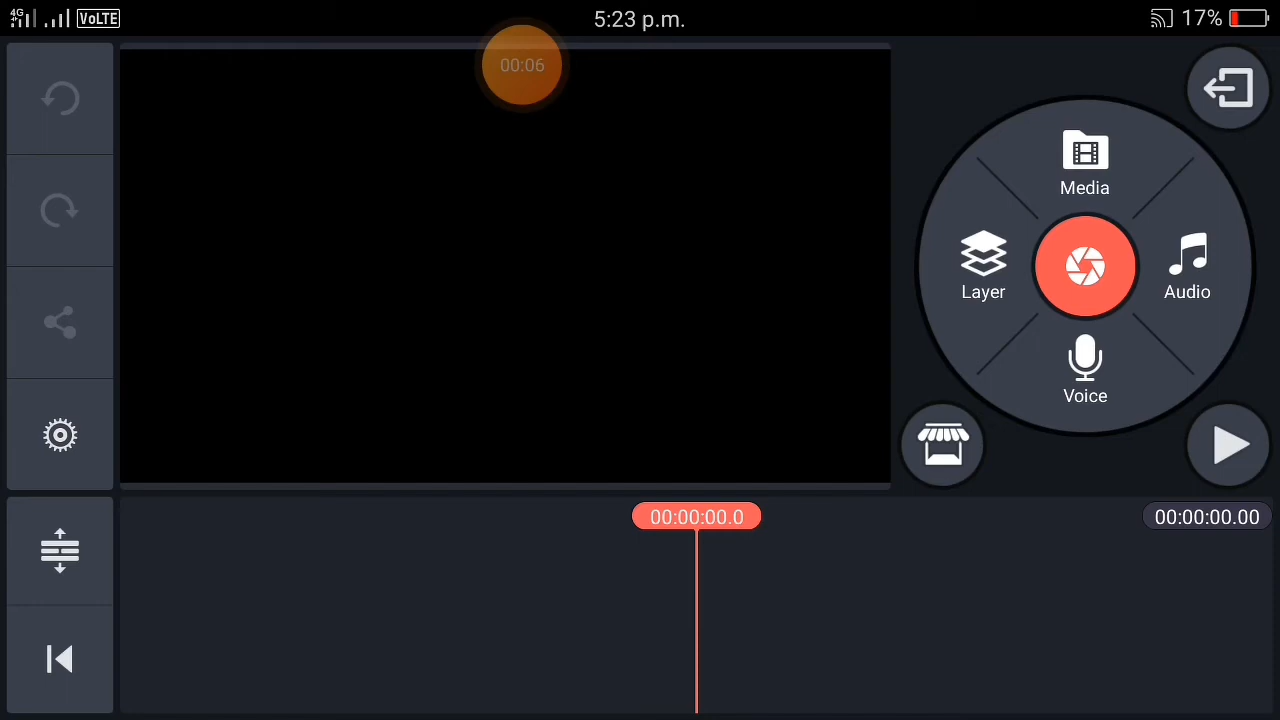 4G VoLTE 5:23 p.m. 17%
00:06
Media
Layer
Audio
Voice
00:00:00.0
00:00:00.00